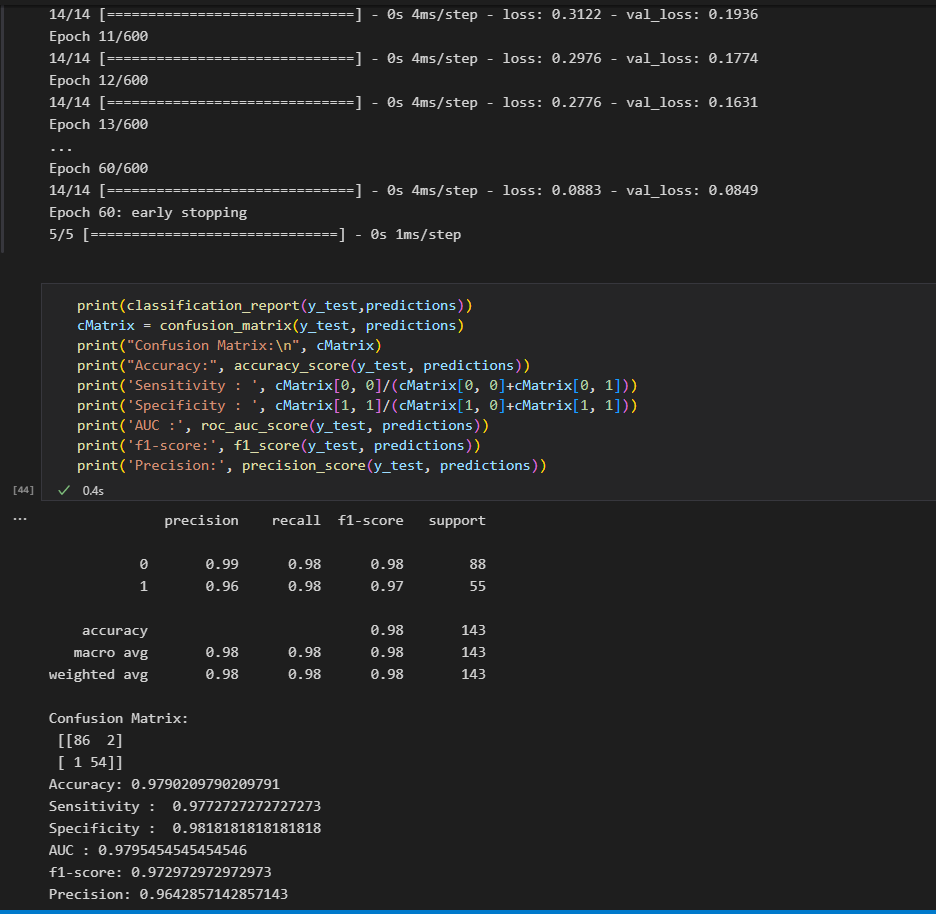 14/14 [==============================] - 0s 4ms/step - loss: 0.3122 - val_loss: 0.1936
Epoch 11/600
14/14 [==============================] - 0s 4ms/step - loss: 0.2976 - val_loss: 0.1774
Epoch 12/600
14/14 [==============================] - 0s 4ms/step - loss: 0.2776 - val_loss: 0.1631
Epoch 13/600
...
Epoch 60/600
14/14 [==============================] - 0s 4ms/step - loss: 0.0883 - val_loss: 0.0849
Epoch 60: early stopping
5/5 [==============================] - 0s 1ms/step
print(classification_report(y_test,predictions))
cMatrix = confusion_matrix(y_test, predictions)
print("Confusion Matrix:\n", cMatrix)
print("Accuracy:", accuracy_score(y_test, predictions))
print('Sensitivity : ', cMatrix[0, 0]/(cMatrix[0, 0]+cMatrix[0, 1]))
print('Specificity : ', cMatrix[1, 1]/(cMatrix[1, 0]+cMatrix[1, 1]))
print('AUC :', roc_auc_score(y_test, predictions))
print('f1-score:', f1_score(y_test, predictions))
print('Precision:', precision_score(y_test, predictions))
[44] ✓ 0.4s
... precision recall f1-score support
0 0.99 0.98 0.98 88
1 0.96 0.98 0.97 55
accuracy 0.98 143
macro avg 0.98 0.98 0.98 143
weighted avg 0.98 0.98 0.98 143
Confusion Matrix:
[[86 2]
[ 1 54]]
Accuracy: 0.9790209790209791
Sensitivity : 0.9772727272727273
Specificity : 0.9818181818181818
AUC : 0.9795454545454546
f1-score: 0.972972972972973
Precision: 0.9642857142857143